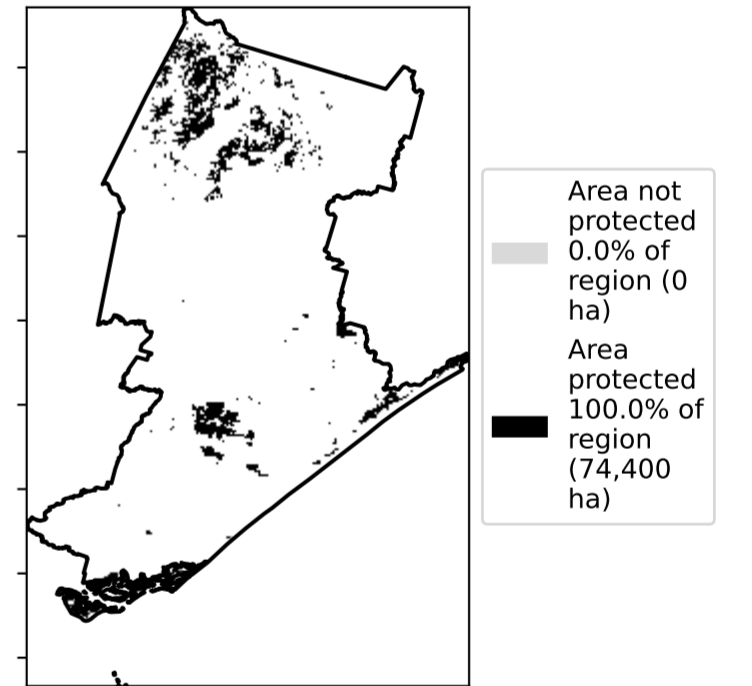 Area not
protected
0.0% of
region (0
ha)
Area
protected
100.0% of
region
(74,400
ha)